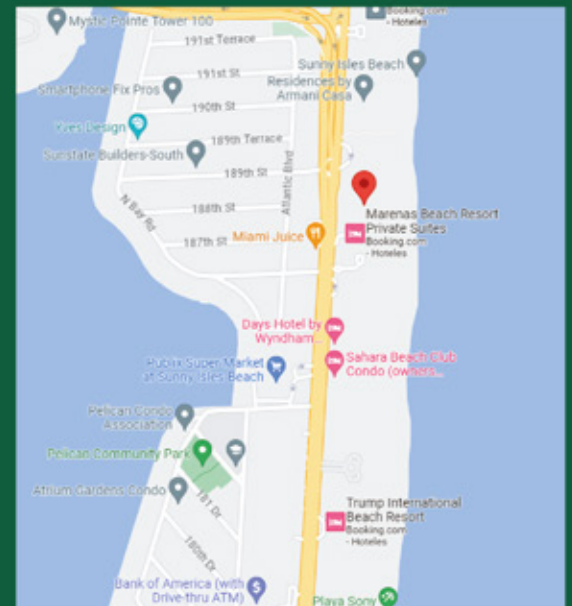 Booking.com
- Hoteles
Mystic Pointe Tower 100
191st Terrace
Sunny Isles Beach
191st St
Residences by
Armani Casa
Smartphone Fix Pros
190th St
Yves Design
189th Terrace
Sunstate Builders-South
189th St
Atlantic Blvd
N Bay Rd
188th St
Marenas Beach Resort
Private Suites
Booking.com
- Hoteles
187th St
Miami Juice
Days Hotel by
Wyndham...
Publix Super Market
at Sunny Isles Beach
Sahara Beach Club
Condo (owners...
Pelican Condo
Association
Pelican Community Park
Atrium Gardens Condo
181 Dr
Trump International
Beach Resort
Booking.com
- Hoteles
180th Dr
Bank of America (with
Drive-thru ATM)
Playa Sony